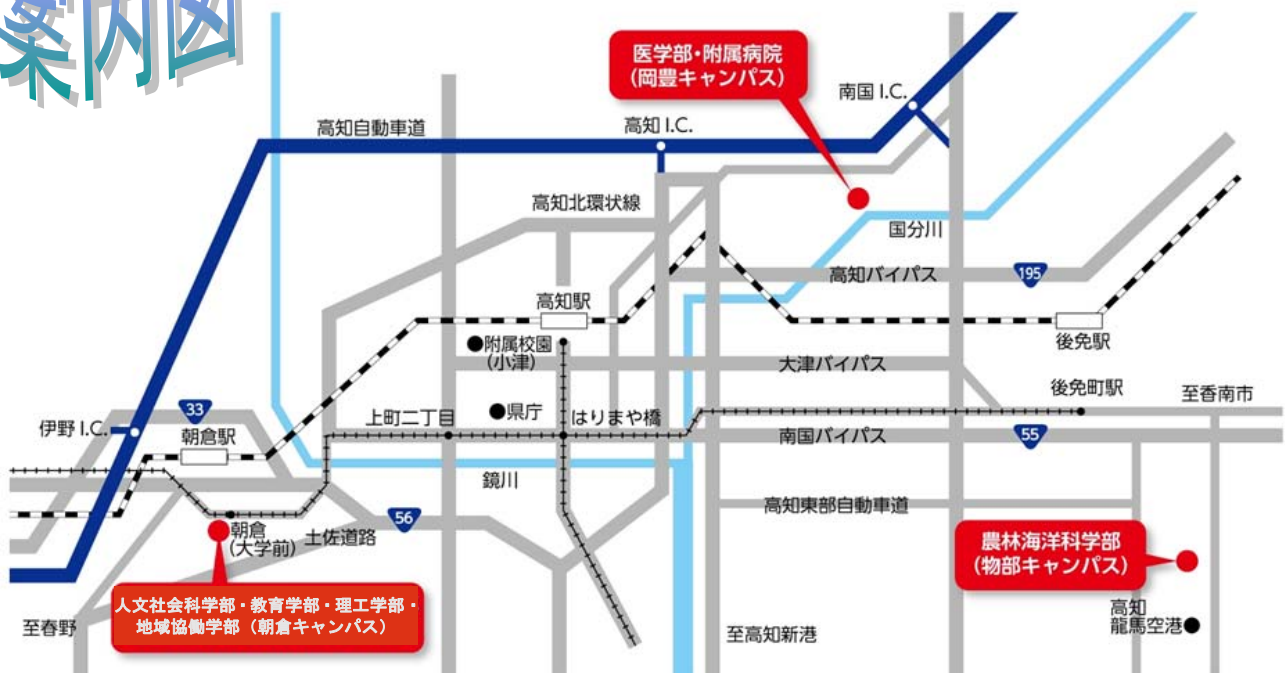 案内図
医学部・附属病院
(岡豊キャンパス)
南国 I.C.
高知自動車道
高知 I.C.
高知北環状線
国分川
高知バイパス
195
高知駅
後免駅
●附属校園
(小津)
大津バイパス
後免町駅
至香南市
33
上町二丁目
●県庁
はりまや橋
伊野 I.C.
朝倉駅
南国バイパス
55
鏡川
高知東部自動車道
56
朝倉
(大学前)
土佐道路
農林海洋科学部
(物部キャンパス)
人文社会科学部・教育学部・理工学部・
地域協働学部(朝倉キャンパス)
至春野
至高知新港
高知
龍馬空港●